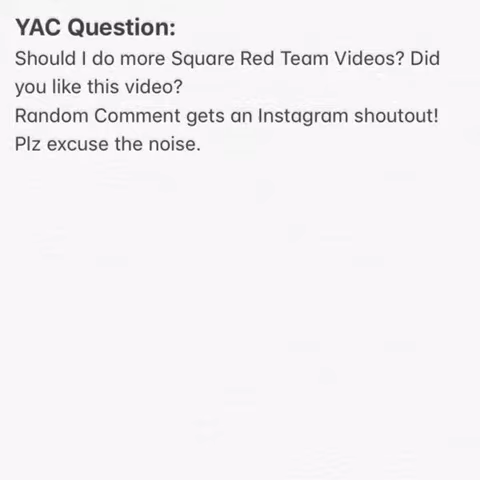 YAC Question:
Should I do more Square Red Team Videos? Did
you like this video?
Random Comment gets an Instagram shoutout!
Plz excuse the noise.